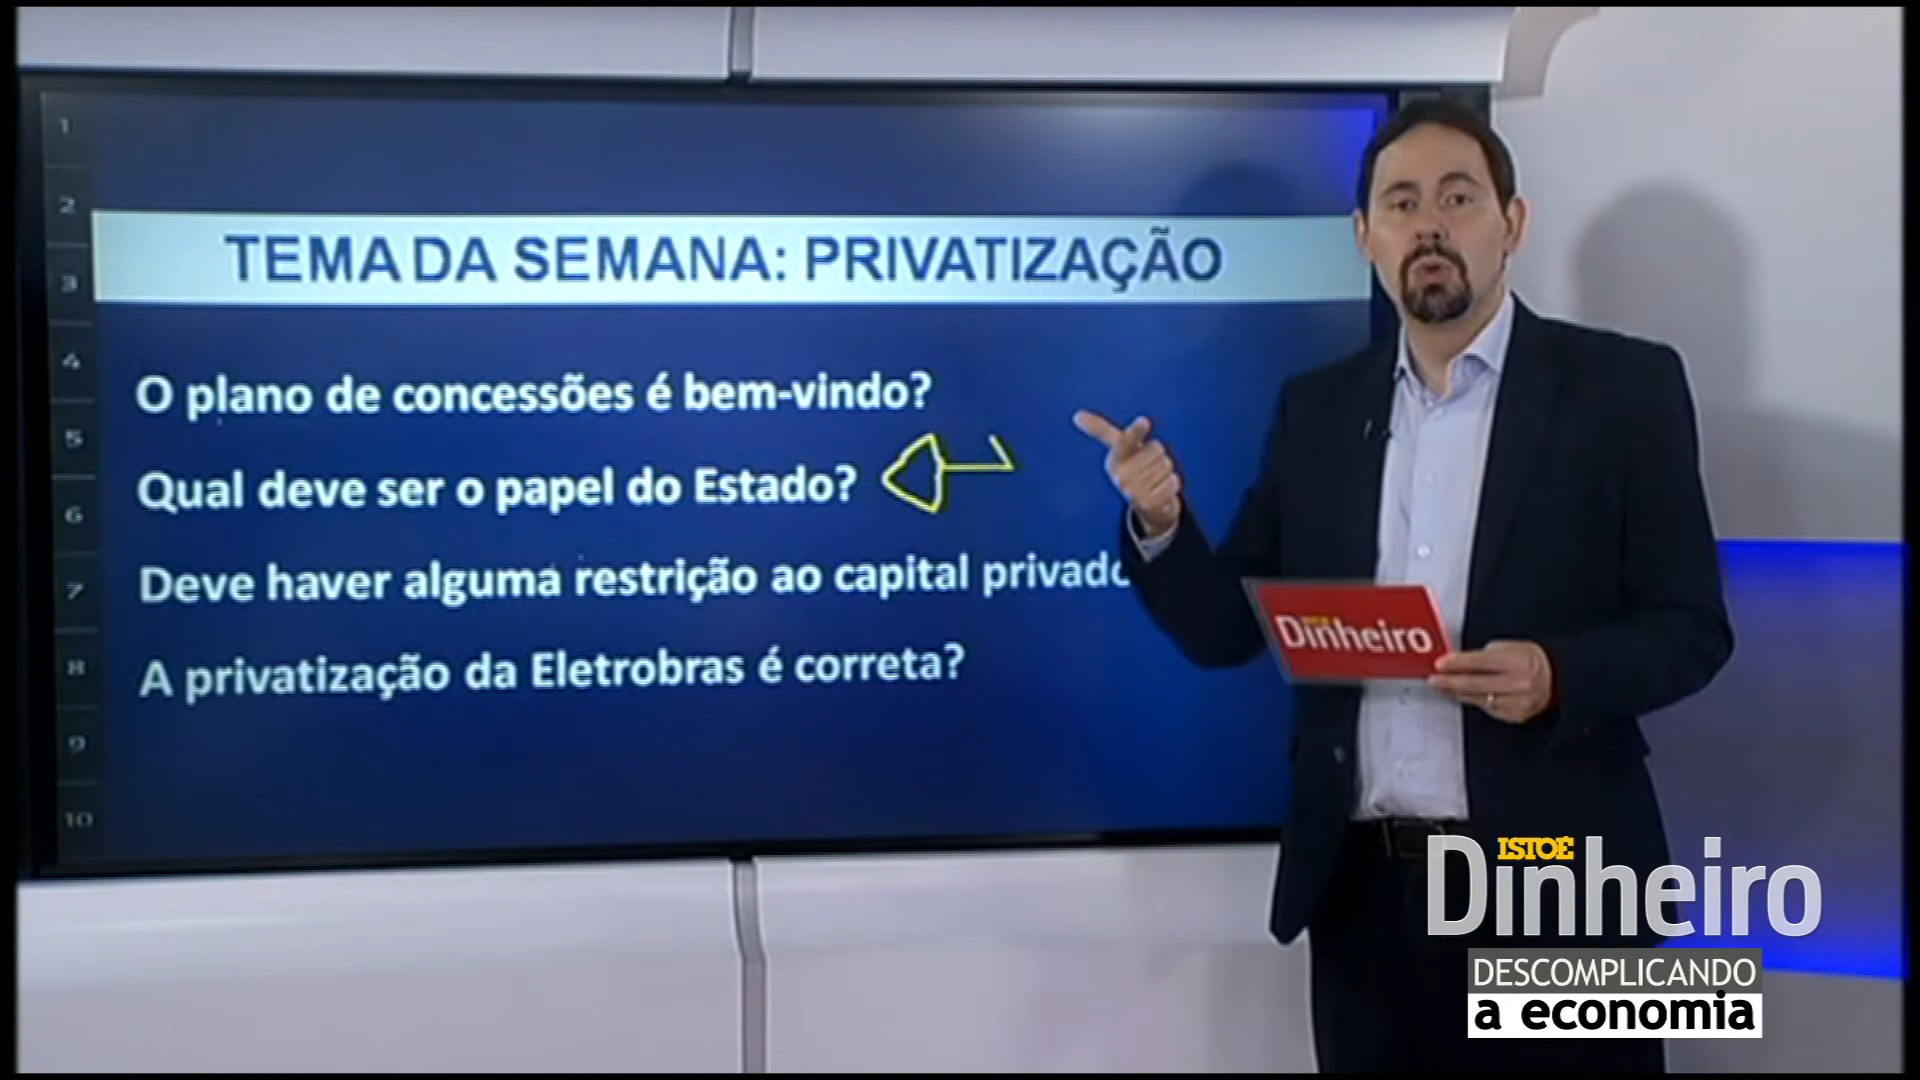 1
2
3
4
5
6
7
8
9
10
TEMA DA SEMANA: PRIVATIZAÇÃO
O plano de concessões é bem-vindo?
Qual deve ser o papel do Estado?
Deve haver alguma restrição ao capital privado
A privatização da Eletrobras é correta?
Dinheiro
ISTOÉ
Dinheiro
DESCOMPLICANDO
a economia